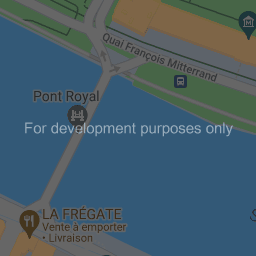 Quai François Mitterrand
Pont Royal
For development purposes only
LA FRÉGATE
Vente à emporter
• Livraison